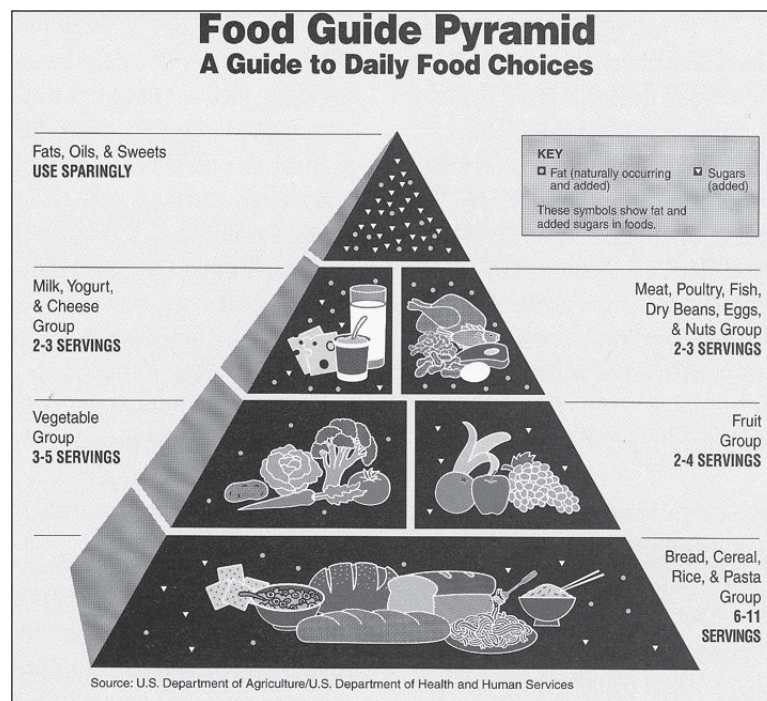 Food Guide Pyramid
A Guide to Daily Food Choices
Fats, Oils, & Sweets
USE SPARINGLY
KEY
Fat (naturally occurring
and added)
Sugars
(added)
These symbols show fat and
added sugars in foods.
Milk, Yogurt,
& Cheese
Group
2-3 SERVINGS
Meat, Poultry, Fish,
Dry Beans, Eggs,
& Nuts Group
2-3 SERVINGS
Vegetable
Group
3-5 SERVINGS
Fruit
Group
2-4 SERVINGS
Bread, Cereal,
Rice, & Pasta
Group
6-11
SERVINGS
Source: U.S. Department of Agriculture/U.S. Department of Health and Human Services